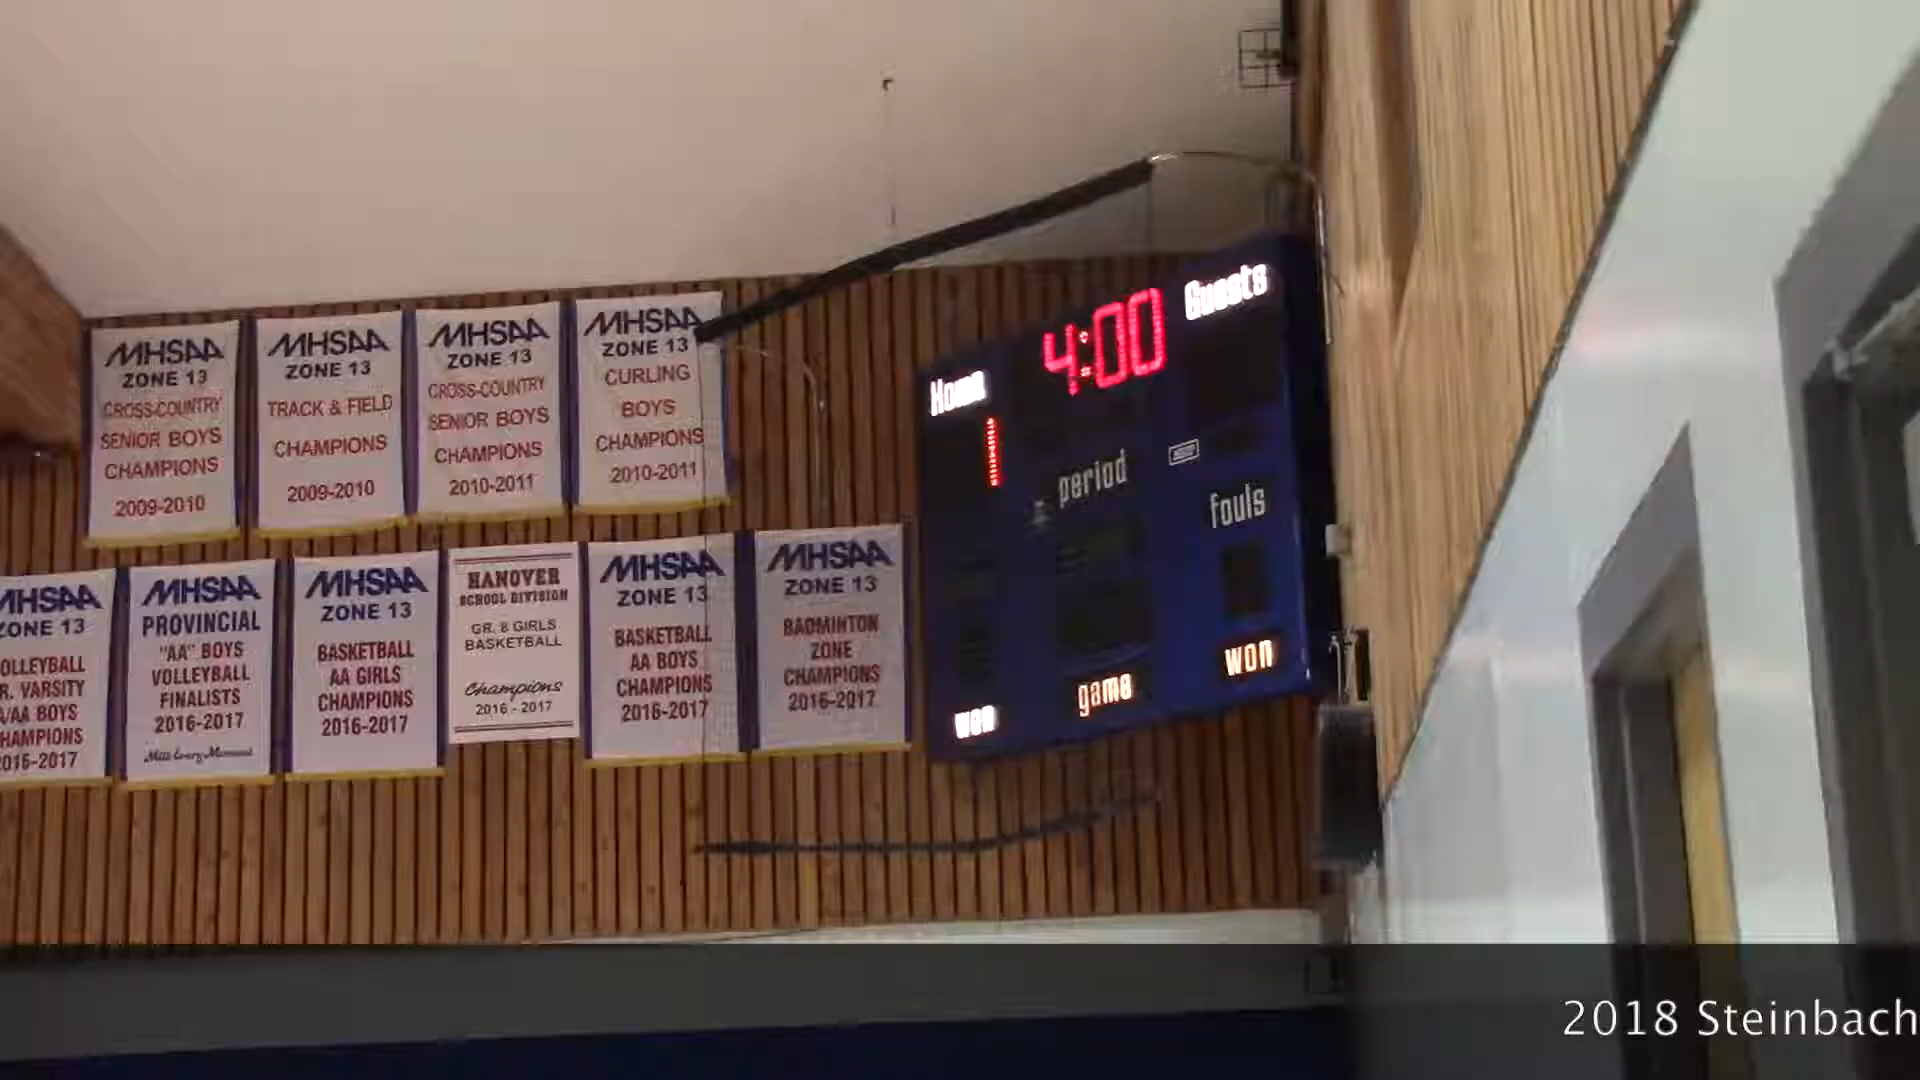 MHSAA
ZONE 13
CROSS-COUNTRY
SENIOR BOYS
CHAMPIONS
2009-2010
MHSAA
ZONE 13
TRACK & FIELD
CHAMPIONS
2009-2010
MHSAA
ZONE 13
CROSS-COUNTRY
SENIOR BOYS
CHAMPIONS
2010-2011
MHSAA
ZONE 13
CURLING
BOYS
CHAMPIONS
2010-2011
MHSAA
ZONE 13
OLLEYBALL
R. VARSITY
A/AA BOYS
HAMPIONS
2016-2017
MHSAA
PROVINCIAL
"AA" BOYS
VOLLEYBALL
FINALISTS
2016-2017
MHSAA
ZONE 13
BASKETBALL
AA GIRLS
CHAMPIONS
2016-2017
HANOVER
SCHOOL DIVISION
GR. 8 GIRLS
BASKETBALL
Champions
2016 - 2017
MHSAA
ZONE 13
BASKETBALL
AA BOYS
CHAMPIONS
2016-2017
MHSAA
ZONE 13
BADMINTON
ZONE
CHAMPIONS
2016-2017
Home
4:00
Guests
1
period
fouls
won
game
won
2018 Steinbach